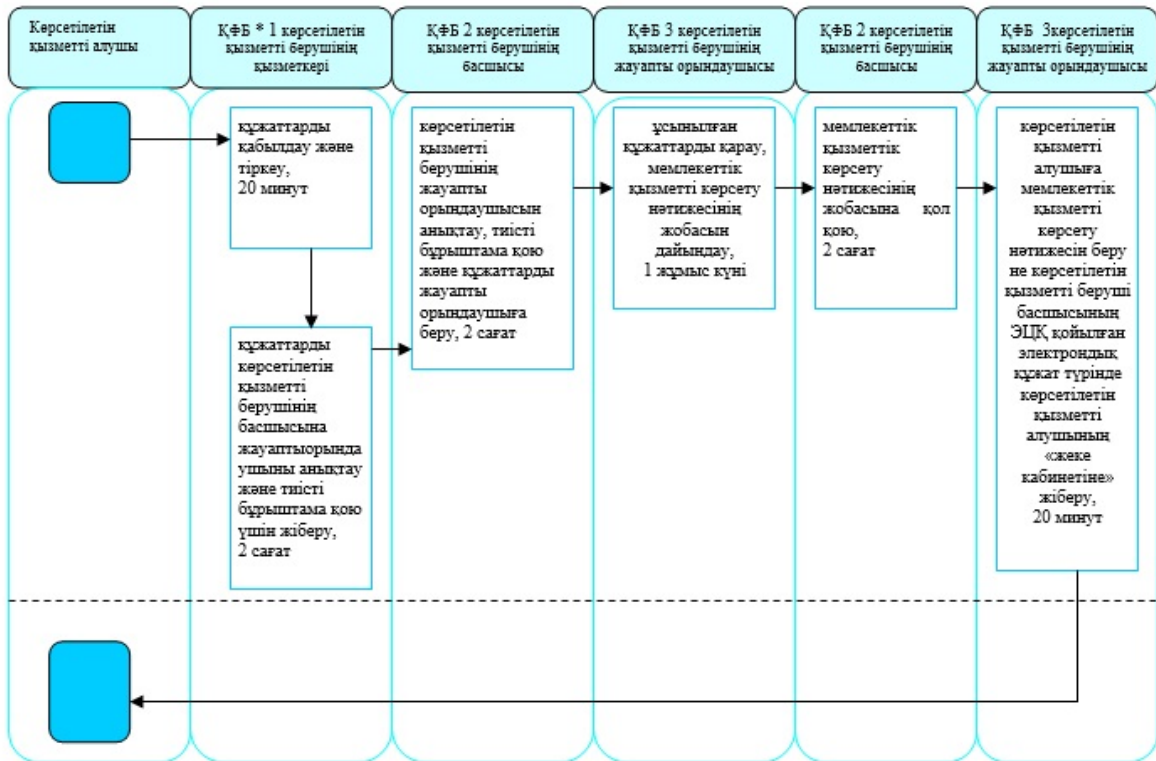 Көрсетілетін
қызметті алушы
ҚФБ * 1 көрсетілетін
қызметті берушінің
қызметкері
ҚФБ 2 көрсетілетін
қызметті берушінің
басшысы
ҚФБ 3 көрсетілетін
қызметті берушінің
жауапты орындаушысы
ҚФБ 2 көрсетілетін
қызметті берушінің
басшысы
ҚФБ 3көрсетілетін
қызметті берушінің
жауапты орындаушысы
құжаттарды
қабылдау және
тіркеу,
20 минут
құжаттарды
көрсетілетін
қызметті
берушінің
басшысына
жауаптыорында
ушыны анықтау
және тиісті
бұрыштама қою
үшін жіберу,
2 сағат
көрсетілетін
қызметті
берушінің
жауапты
орындаушысын
анықтау, тиісті
бұрыштама қою
және құжаттарды
жауапты
орындаушыға
беру, 2 сағат
ұсынылған
құжаттарды қарау,
мемлекеттік
қызметті көрсету
нәтижесінің
жобасын
дайындау,
1 жұмыс күні
мемлекеттік
қызметтік
көрсету
нәтижесінің
жобасына қол
қою,
2 сағат
көрсетілетін
қызметті
алушыға
мемлекеттік
қызметті
көрсету
нәтижесін беру
не көрсетілетін
қызметті беруші
басшысының
ЭЦҚ қойылған
электрондық
құжат түрінде
көрсетілетін
қызметті
алушының
«жеке
кабинетіне»
жіберу,
20 минут